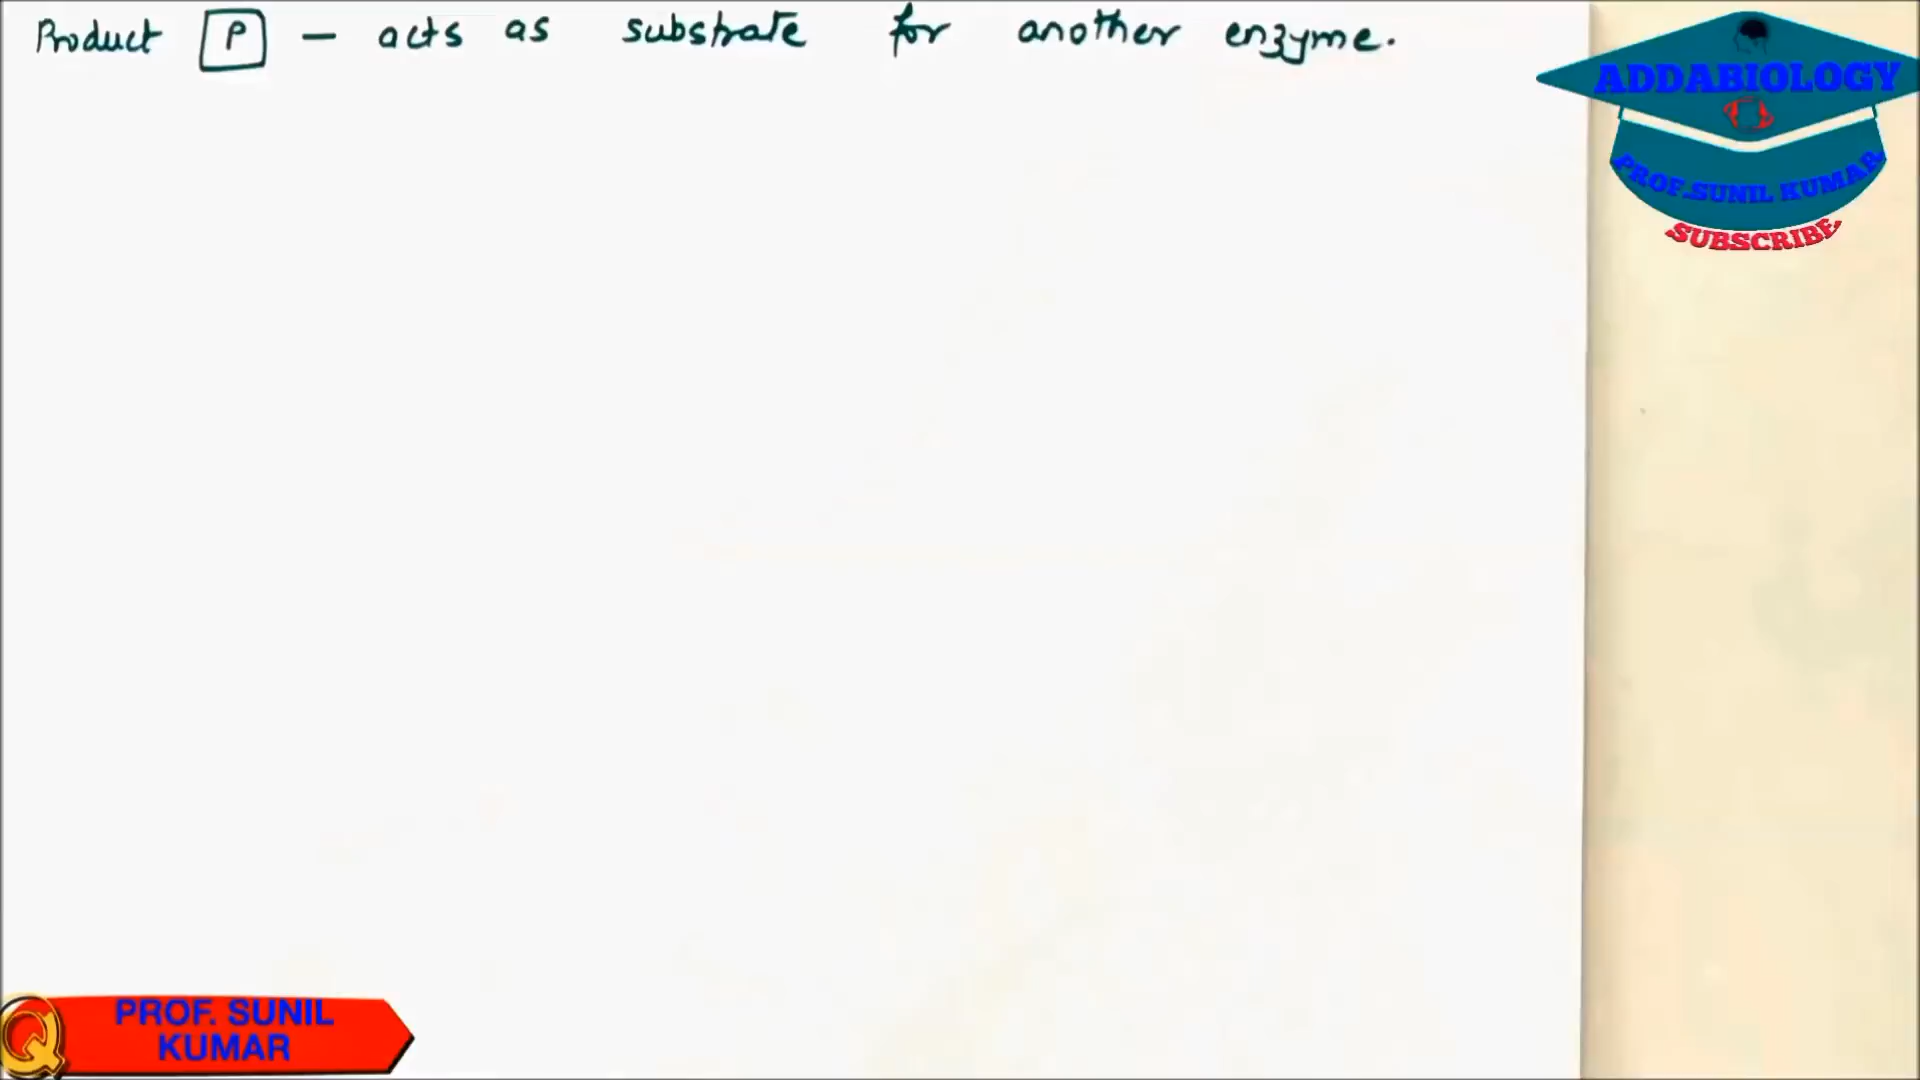 Product P — acts as substrate for another enzyme.
ADDABIOLOGY
PROF.SUNIL KUMAR
SUBSCRIBE
PROF. SUNIL
KUMAR